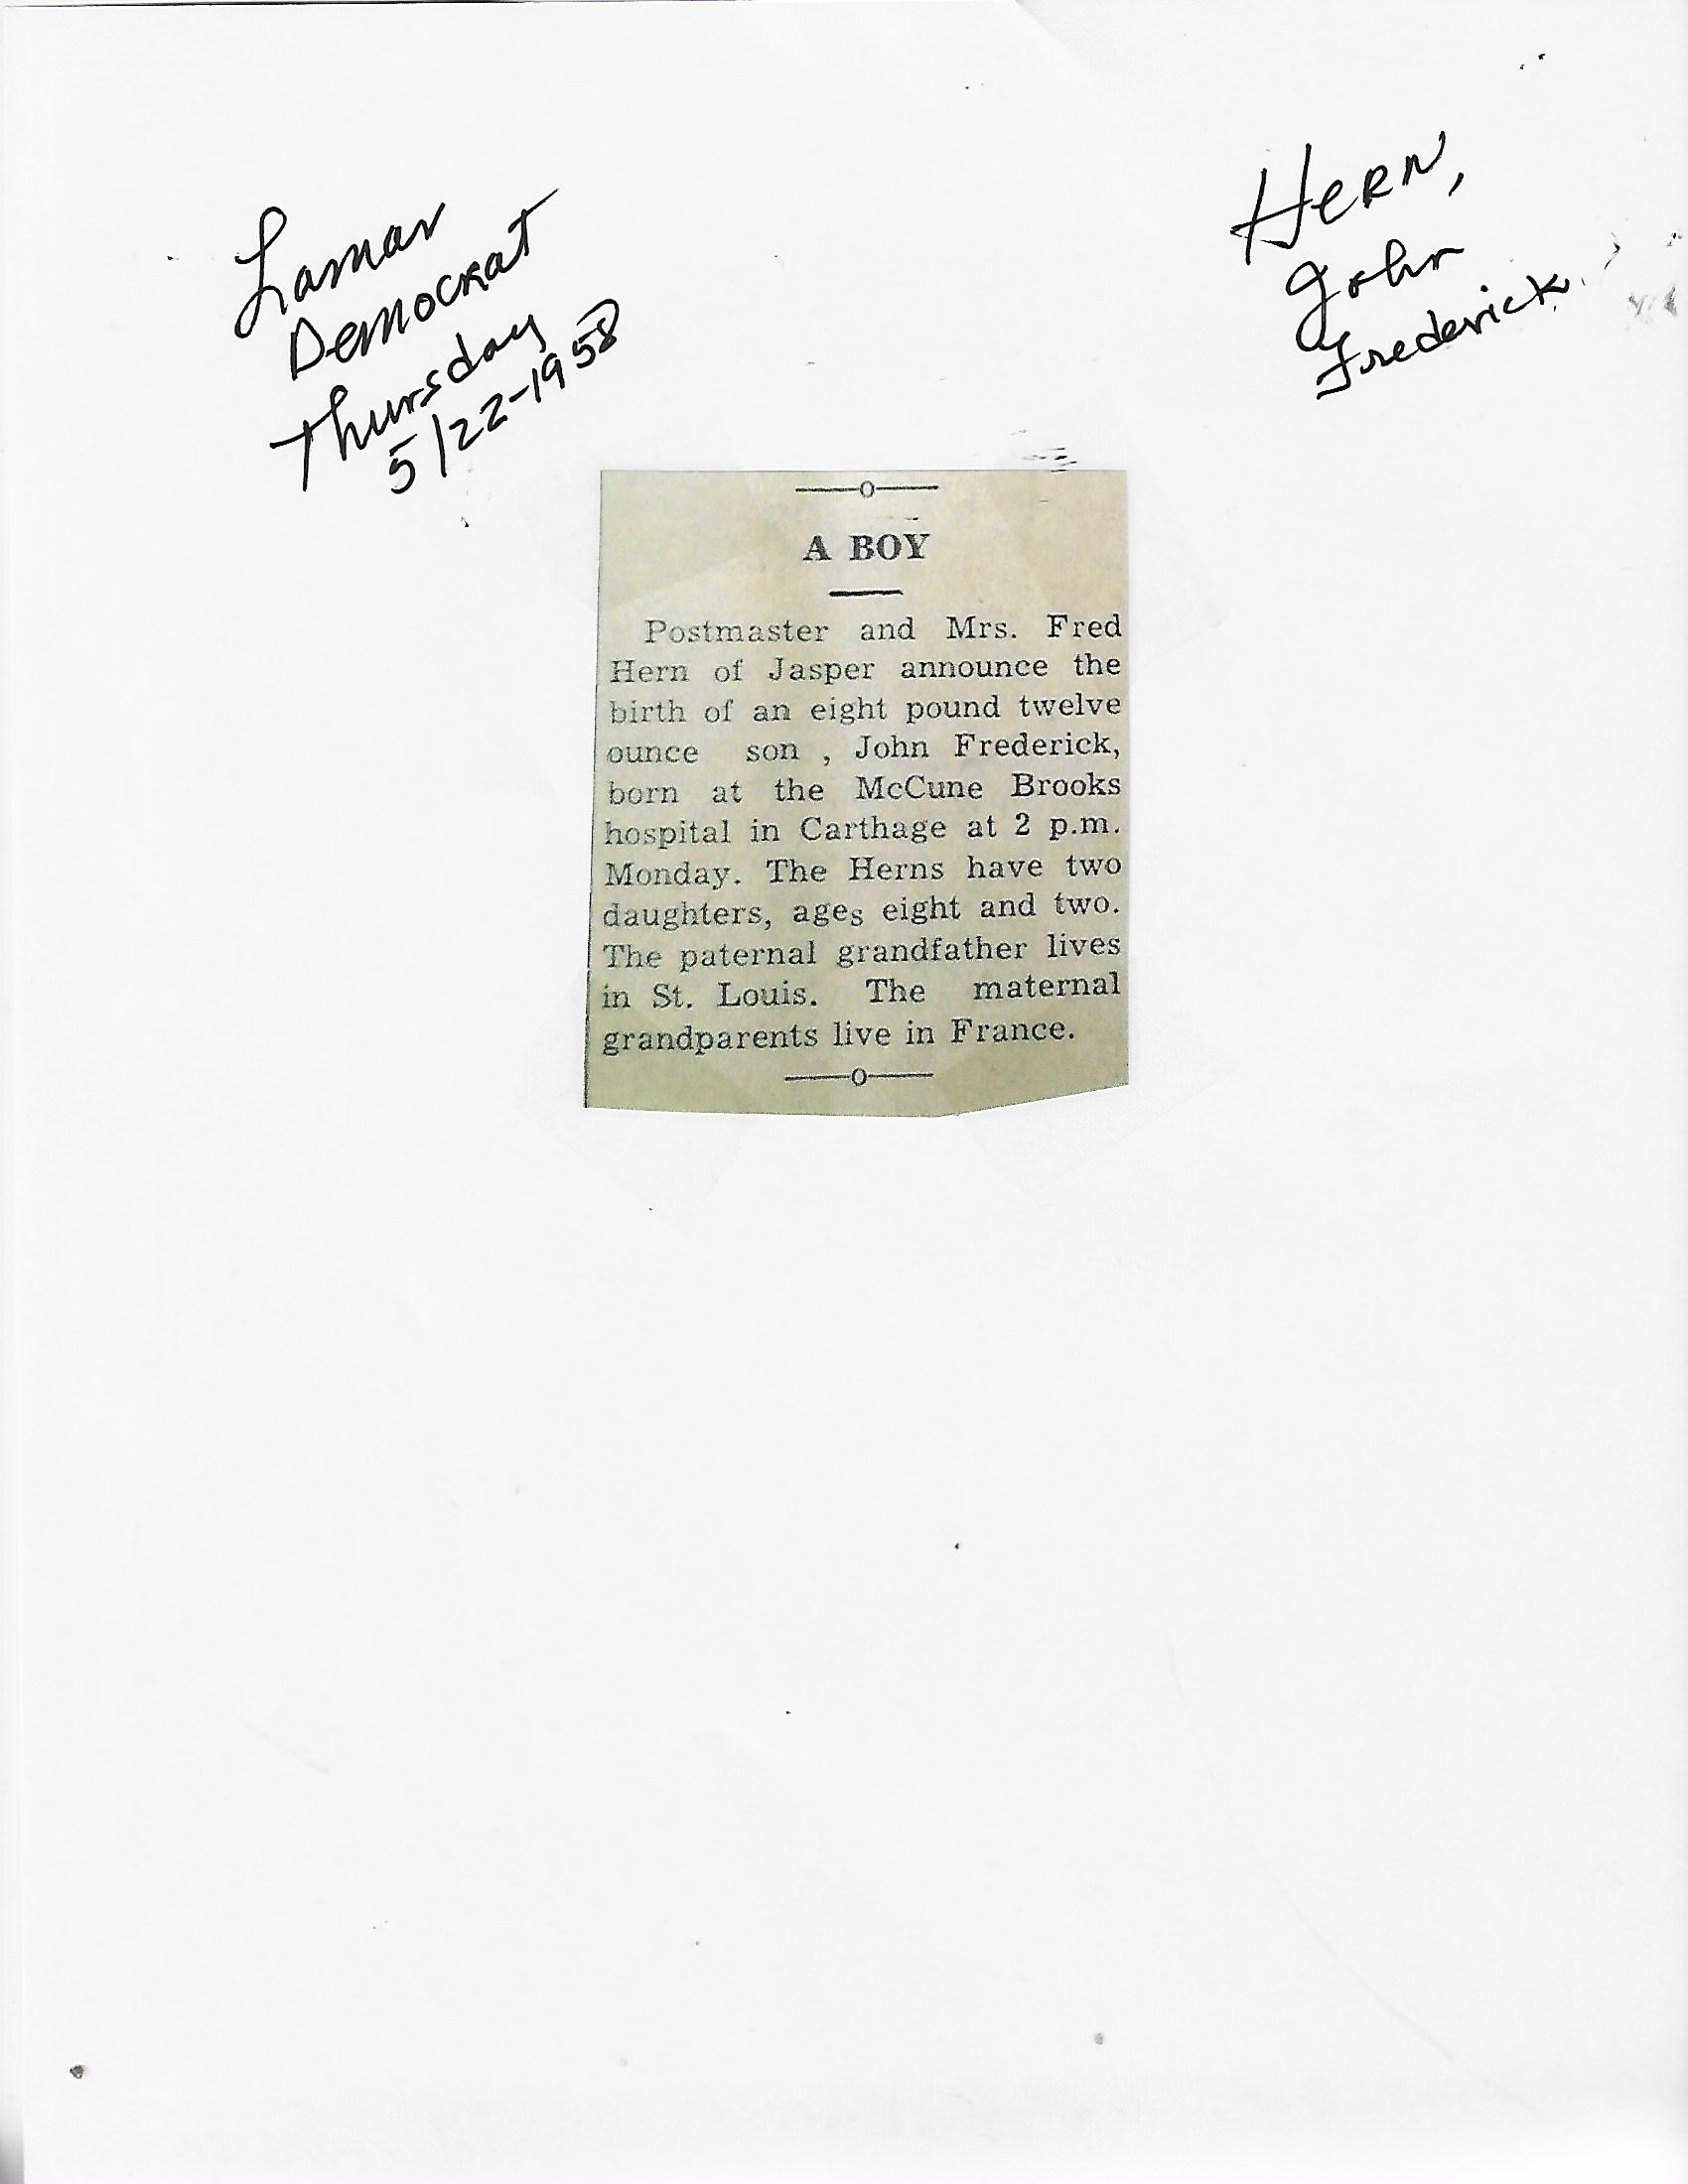 Lamar
Democrat
Thursday
5/22-1958
Hern,
John
Frederick
—o—
A BOY
Postmaster and Mrs. Fred
Hern of Jasper announce the
birth of an eight pound twelve
ounce son , John Frederick,
born at the McCune Brooks
hospital in Carthage at 2 p.m.
Monday. The Herns have two
daughters, ages eight and two.
The paternal grandfather lives
in St. Louis. The maternal
grandparents live in France.
—o—